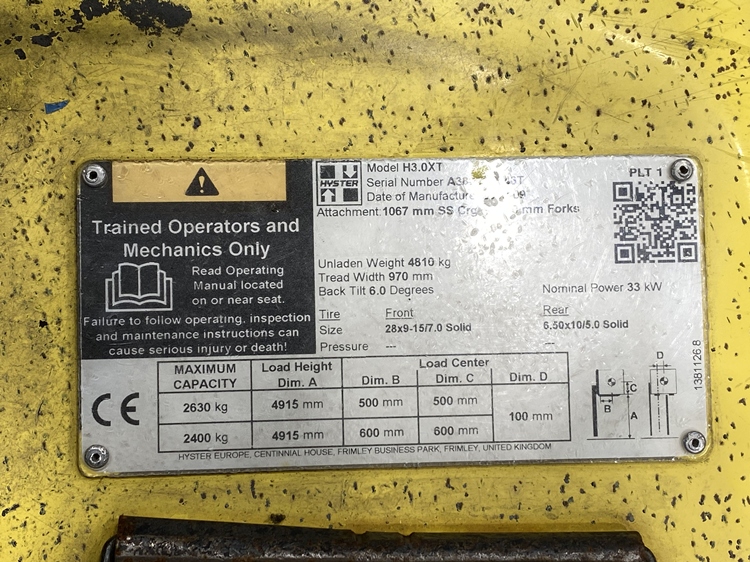 Trained Operators and
Mechanics Only
Read Operating
Manual located
on or near seat.
Failure to follow operating, inspection
and maintenance instructions can
cause serious injury or death!
HYSTER
Model H3.0XT
Serial Number
Date of Manufacture
Attachment 1067 mm SS mm Forks
PLT 1
Unladen Weight 4810 kg
Tread Width 970 mm
Back Tilt 6.0 Degrees
Nominal Power 33 kW
Tire Front Rear
Size 28x9-15/7.0 Solid 6.50x10/5.0 Solid
Pressure --- ---
MAXIMUM CAPACITY Load Height Dim. A Load Center Dim. B Dim. C Dim. D
2630 kg 4915 mm 500 mm 500 mm 100 mm
2400 kg 4915 mm 600 mm 600 mm
CE
D
C
B
A
13811268
HYSTER EUROPE, CENTINNIAL HOUSE, FRIMLEY BUSINESS PARK, FRIMLEY, UNITED KINGDOM